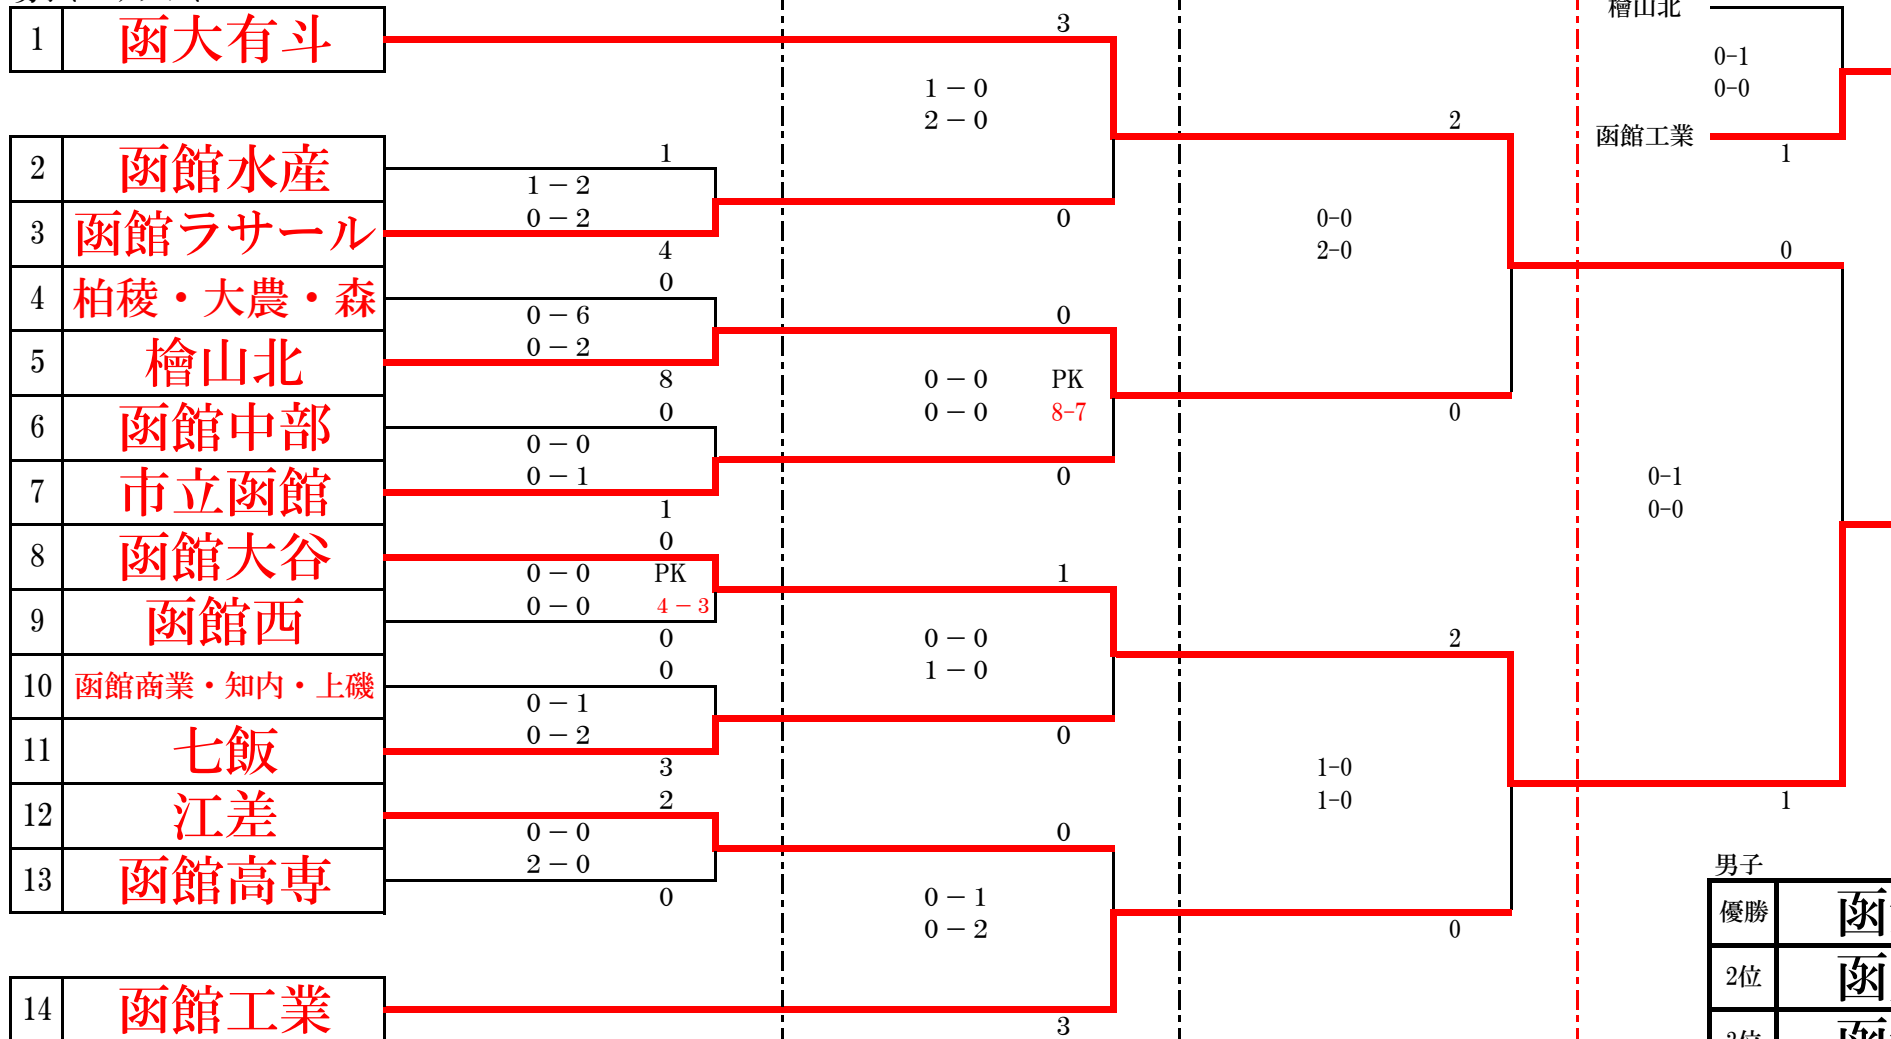 1 函大有斗
2 函館水産
3 函館ラサール
4 柏稜・大農・森
5 檜山北
6 函館中部
7 市立函館
8 函館大谷
9 函館西
10 函館商業・知内・上磯
11 七飯
12 江差
13 函館高専
14 函館工業
1
1-2
0-2
4
0
0-6
0-2
8
0
0-0
0-1
1
0
0-0 PK
0-0 4-3
0
0
0-1
0-2
3
2
0-0
2-0
0
3
1-0
2-0
0
0
0-0 PK
0-0 8-7
0
1
0-0
1-0
0
0
0-1
0-2
3
2
0-0
2-0
0
2
1-0
1-0
0
檜山北
0-1
0-0
函館工業
1
0
0-1
0-0
1
男子
優勝 函
2位 函